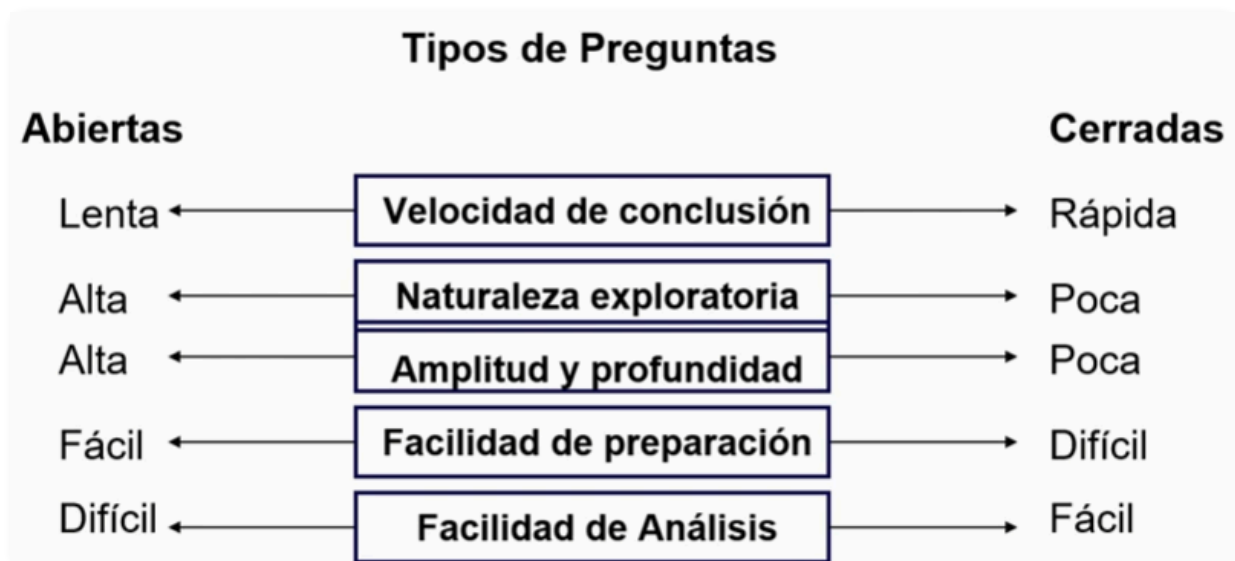 Tipos de Preguntas
Abiertas Cerradas
Lenta Velocidad de conclusión Rápida
Alta Naturaleza exploratoria Poca
Alta Amplitud y profundidad Poca
Fácil Facilidad de preparación Difícil
Difícil Facilidad de Análisis Fácil